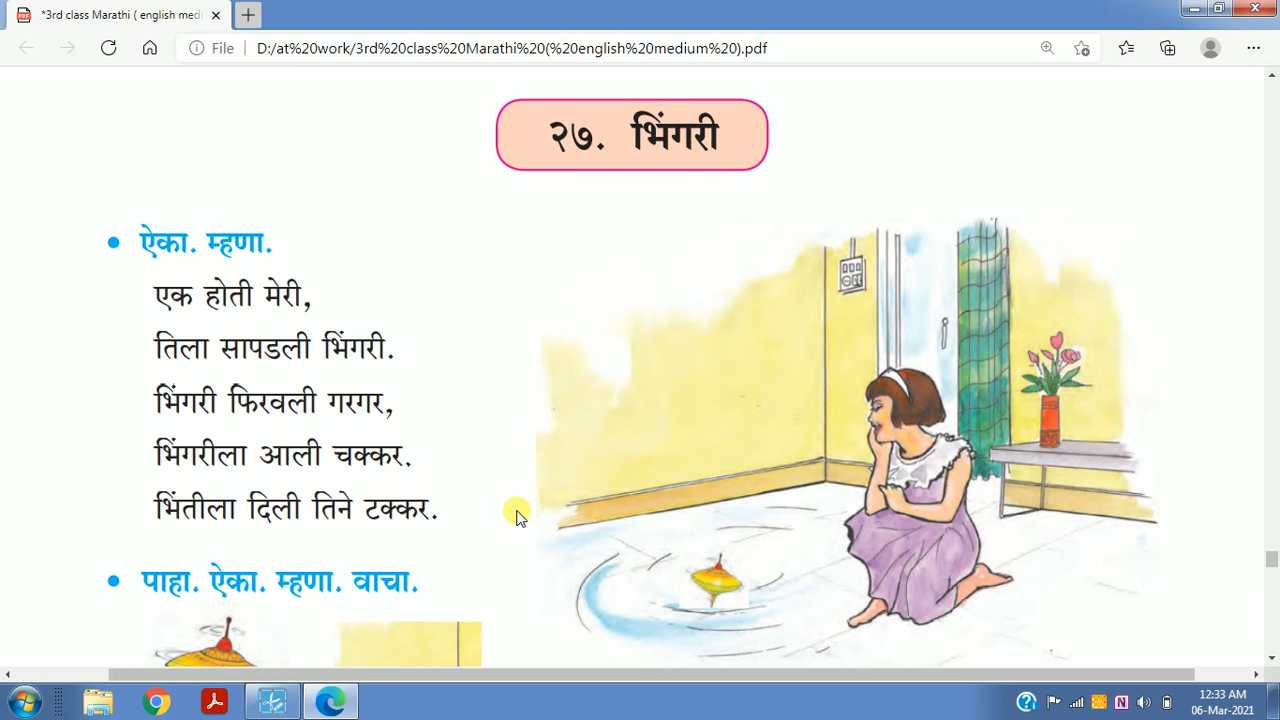 *3rd class Marathi ( english medi
File
D:/at%20work/3rd%20class%20Marathi%20(%20english%20medium%20).pdf
२७. भिंगरी
• ऐका. म्हणा.
एक होती मेरी,
तिला सापडली भिंगरी.
भिंगरी फिरवली गरगर,
भिंगरीला आली चक्कर.
भिंतीला दिली तिने टक्कर.
• पाहा. ऐका. म्हणा. वाचा.
12:33 AM
06-Mar-2021